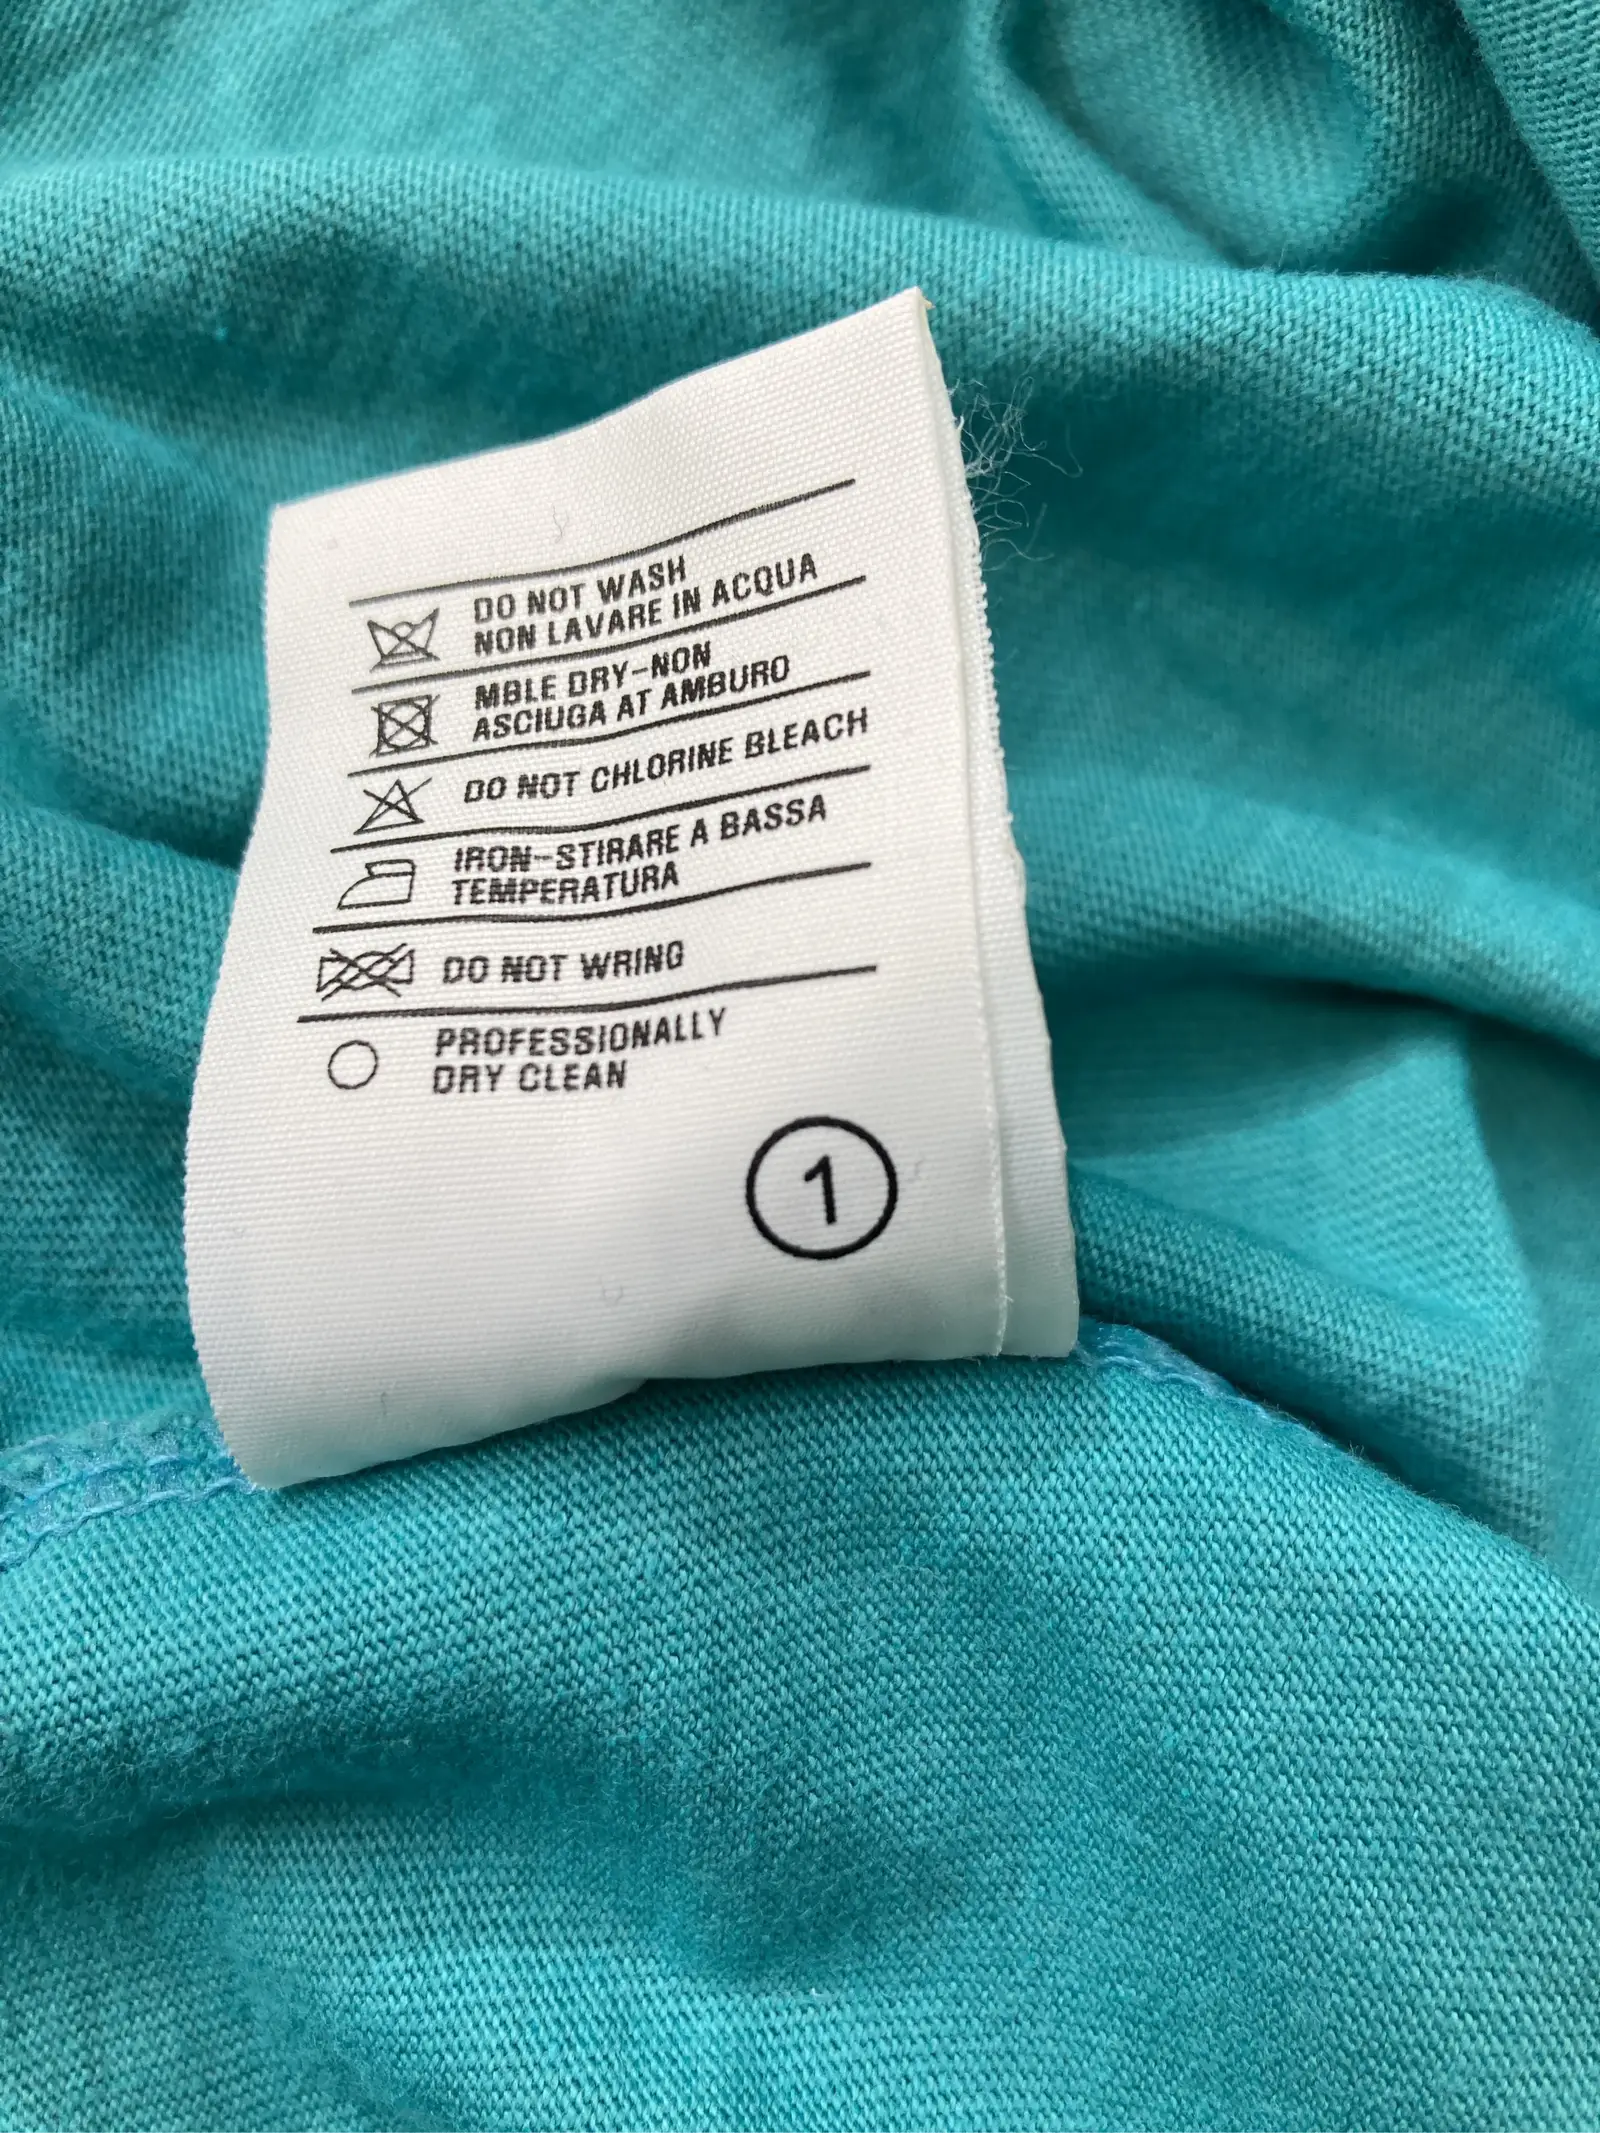 DO NOT WASH
NON LAVARE IN ACQUA
MBLE DRY-NON
ASCIUGA AT AMBURO
DO NOT CHLORINE BLEACH
IRON-STIRARE A BASSA
TEMPERATURA
DO NOT WRING
PROFESSIONALLY
DRY CLEAN
1